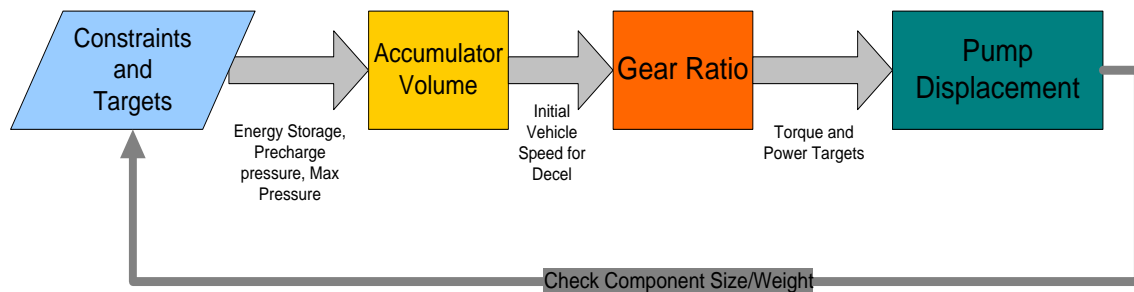 Constraints
and
Targets
Energy Storage,
Precharge
pressure, Max
Pressure
Accumulator
Volume
Initial
Vehicle
Speed for
Decel
Gear Ratio
Torque and
Power Targets
Pump
Displacement
Check Component Size/Weight